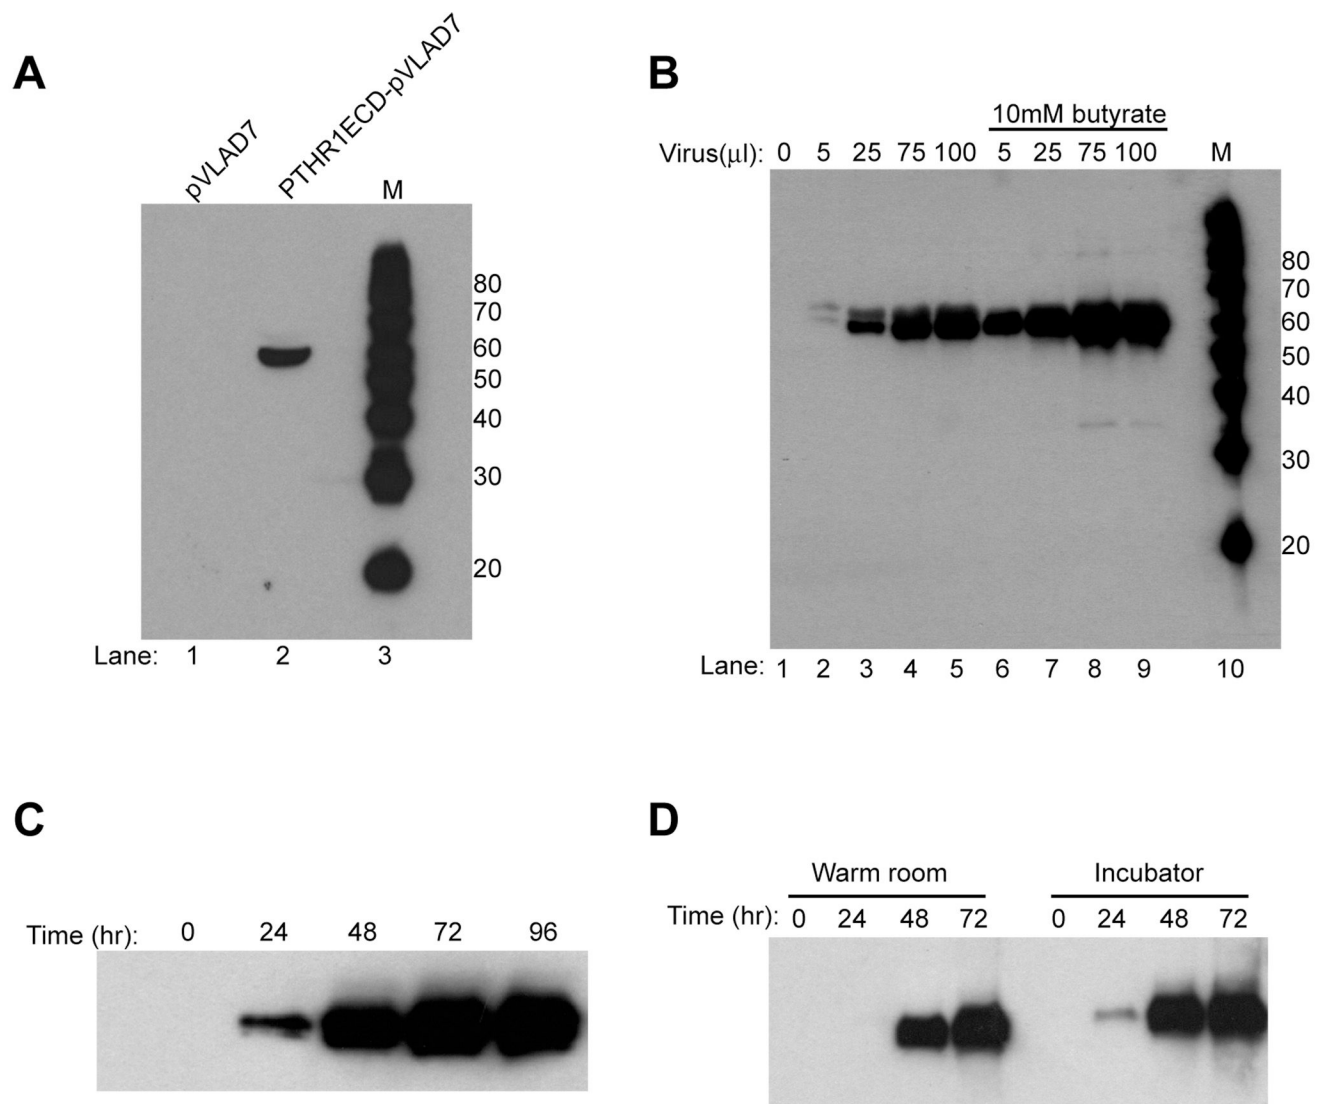 A
pVLAD7
PTHR1ECD-pVLAD7
M
80
70
60
50
40
30
20
Lane: 1 2 3
B
10mM butyrate
Virus(μl): 0 5 25 75 100 5 25 75 100 M
80
70
60
50
40
30
20
Lane: 1 2 3 4 5 6 7 8 9 10
C
Time (hr): 0 24 48 72 96
D
Warm room Incubator
Time (hr): 0 24 48 72 0 24 48 72